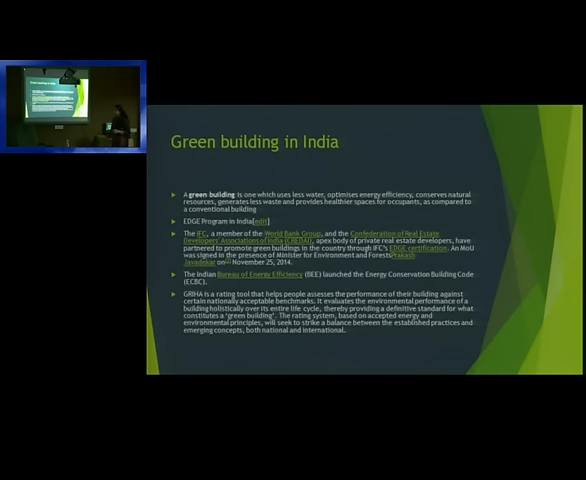 Green building in India
A green building is one which uses less water, optimises energy efficiency, conserves natural
resources, generates less waste and provides healthier spaces for occupants, as compared to
a conventional building
EDGE Program in India[edit]
The IFC, a member of the World Bank Group, and the Confederation of Real Estate
Developers' Associations of India (CREDAI), apex body of private real estate developers, have
partnered to promote green buildings in the country through IFC's EDGE certification. An MoU
was signed in the presence of Minister for Environment and ForestsPrakash
Javadekar on November 25, 2014.
The Indian Bureau of Energy Efficiency (BEE) launched the Energy Conservation Building Code
(ECBC).
GRIHA is a rating tool that helps people assesses the performance of their building against
certain nationally acceptable benchmarks. It evaluates the environmental performance of a
building holistically over its entire life cycle, thereby providing a definitive standard for what
constitutes a 'green building'. The rating system, based on accepted energy and
environmental principles, will seek to strike a balance between the established practices and
emerging concepts, both national and international.